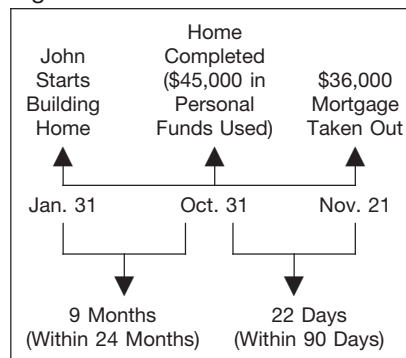 John
Starts
Building
Home
Home
Completed
($45,000 in
Personal
Funds Used)
$36,000
Mortgage
Taken Out
Jan. 31
Oct. 31
Nov. 21
9 Months
(Within 24 Months)
22 Days
(Within 90 Days)